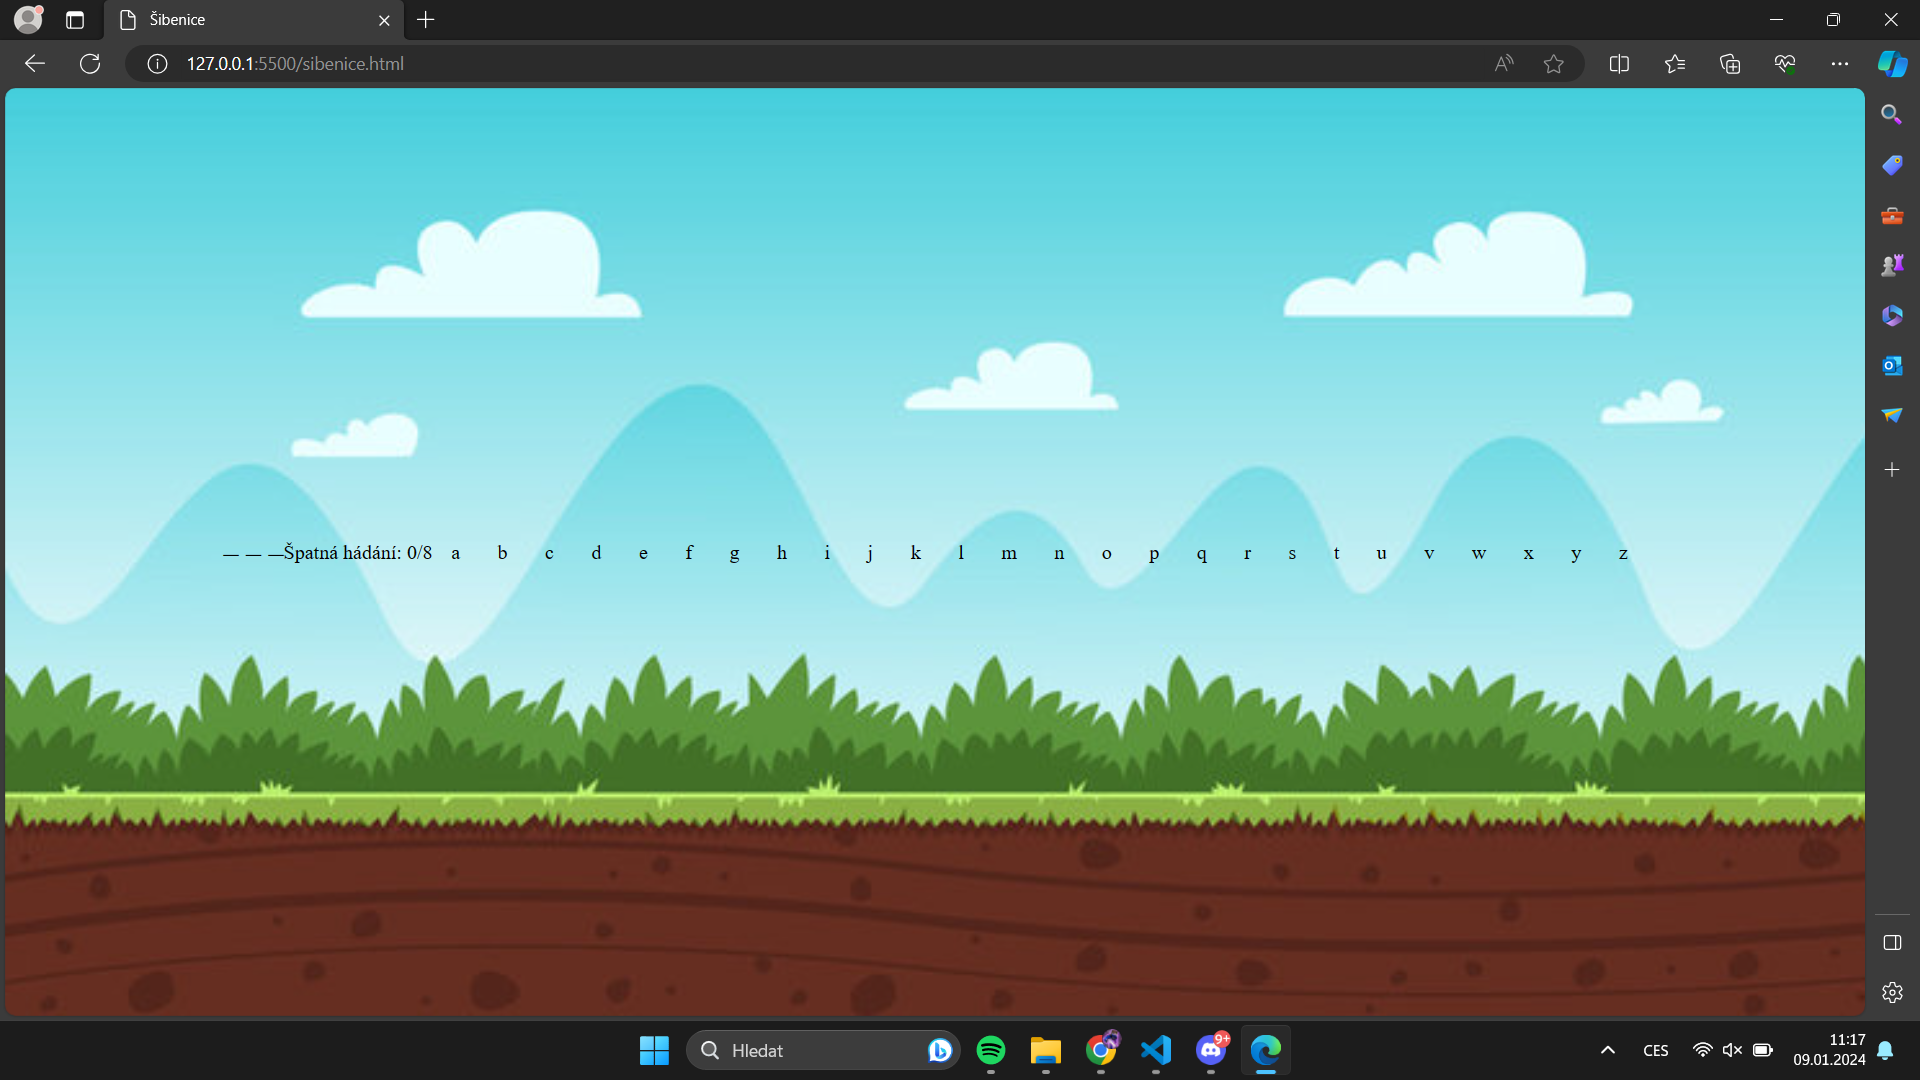 Šibenice
127.0.0.1:5500/sibenice.html
— — —Špatná hádání: 0/8 a b c d e f g h i j k l m n o p q r s t u v w x y z
Hledat
9+
CES
11:17
09.01.2024